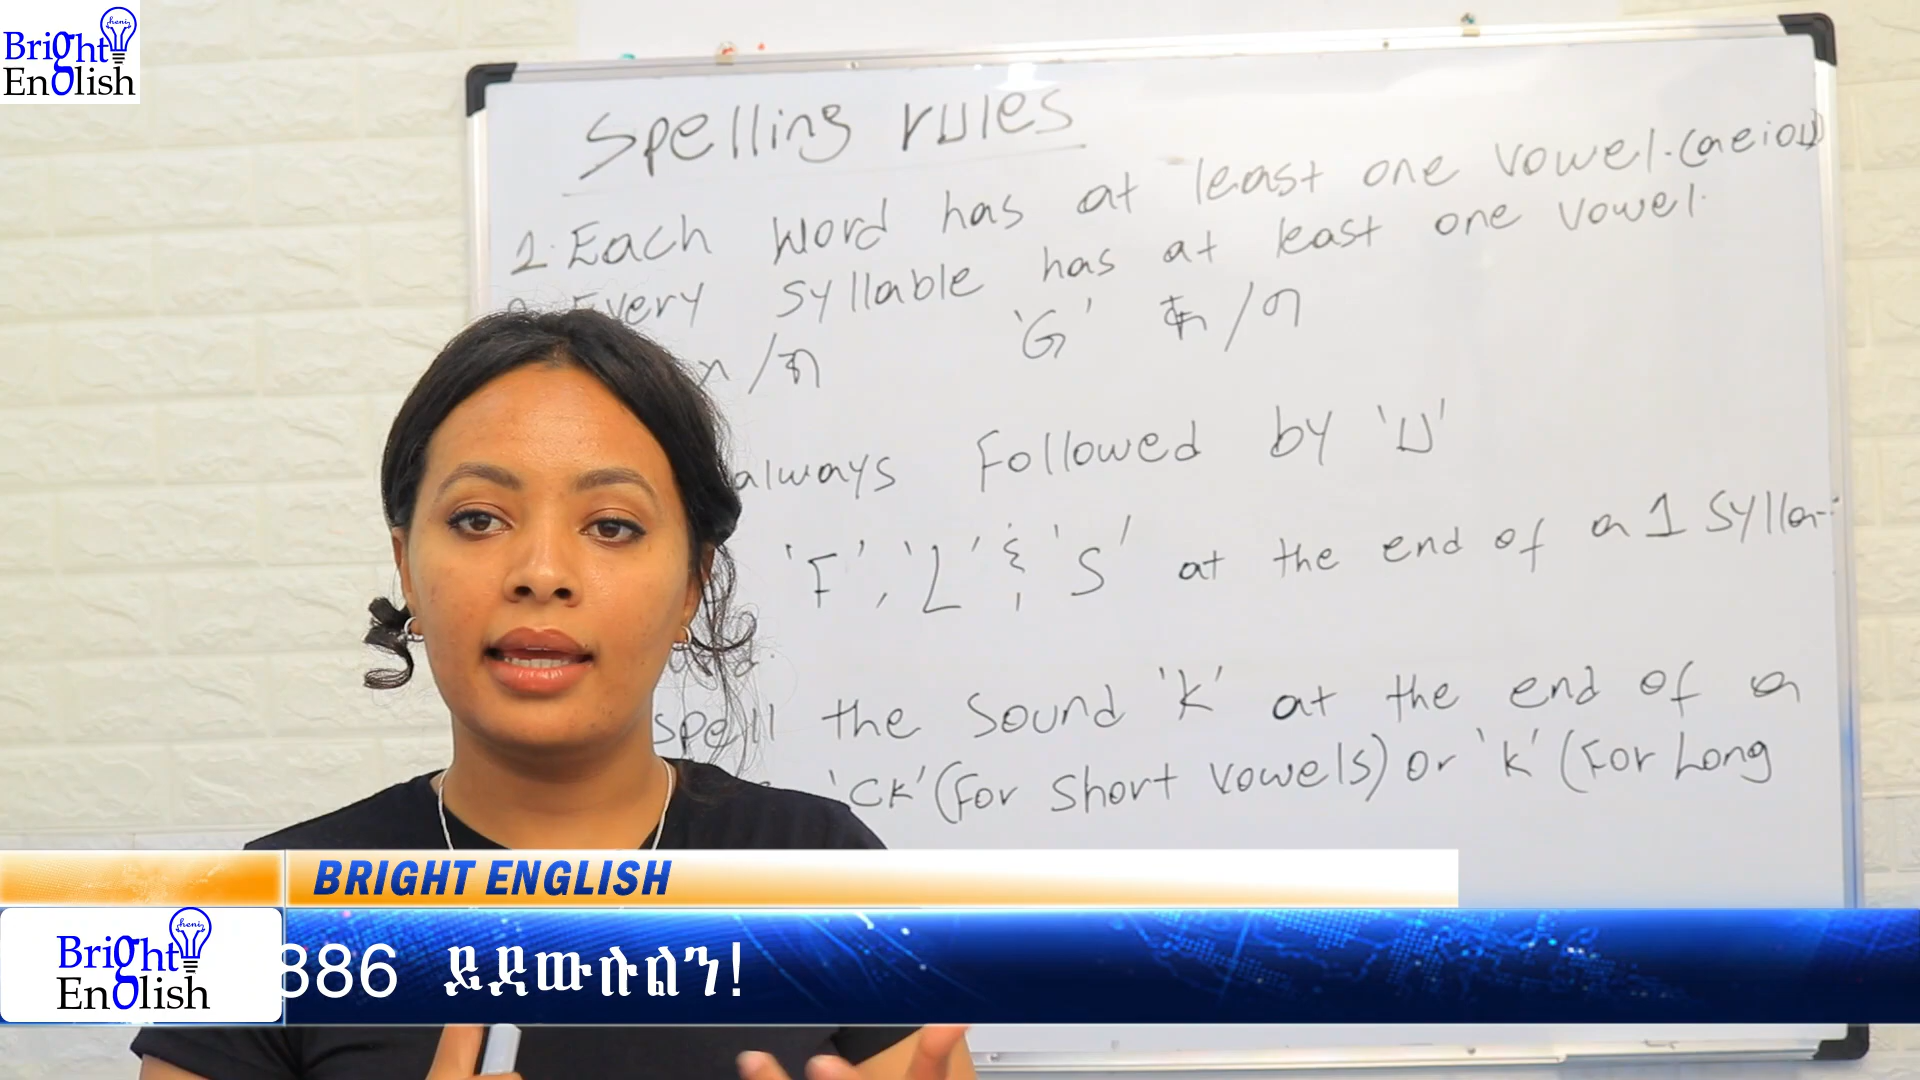 Bright
English
Spelling rules
1. Each word has at least one vowel. (aeiou)
Every syllable has at least one vowel.
'G' ጅ/ግ
always followed by 'U'
'F', 'L' & 'S' at the end of a 1 sylla-
spell the sound 'K' at the end of a
'CK' (for short vowels) or 'K' (for Long
BRIGHT ENGLISH
Bright
English
886 ይደውሉልን!